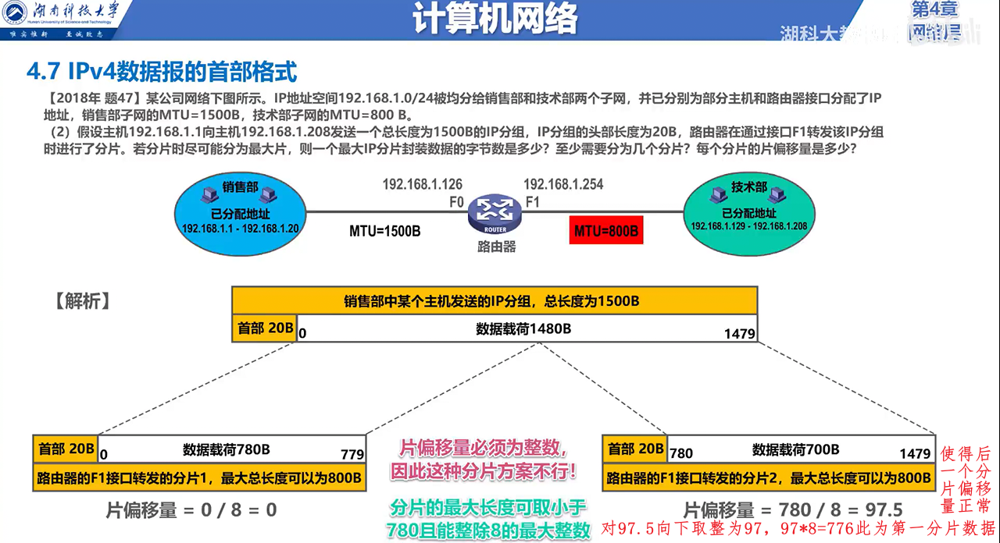 湖南科技大学
Hunan University of Science and Technology
唯实惟新 至诚致志
计算机网络
第4章
网络层
湖科大教
4.7 IPv4数据报的首部格式
【2018年 题47】某公司网络下图所示。IP地址空间192.168.1.0/24被均分给销售部和技术部两个子网，并已分别为部分主机和路由器接口分配了IP
地址，销售部子网的MTU=1500B，技术部子网的MTU=800 B。
（2）假设主机192.168.1.1向主机192.168.1.208发送一个总长度为1500B的IP分组，IP分组的头部长度为20B，路由器在通过接口F1转发该IP分组
时进行了分片。若分片时尽可能分为最大片，则一个最大IP分片封装数据的字节数是多少？至少需要分为几个分片？每个分片的片偏移量是多少？
销售部
已分配地址
192.168.1.1 - 192.168.1.20
192.168.1.126
F0
MTU=1500B
ROUTER
路由器
192.168.1.254
F1
MTU=800B
技术部
已分配地址
192.168.1.129 - 192.168.1.208
【解析】
销售部中某个主机发送的IP分组，总长度为1500B
首部 20B 0 数据载荷1480B 1479
首部 20B 0 数据载荷780B 779
路由器的F1接口转发的分片1，最大总长度可以为800B
片偏移量 = 0 / 8 = 0
片偏移量必须为整数，
因此这种分片方案不行！
分片的最大长度可取小于
780且能整除8的最大整数
首部 20B 780 数据载荷700B 1479
路由器的F1接口转发的分片2，最大总长度可以为800B
片偏移量 = 780 / 8 = 97.5
使得后
一个分
片偏移
量正常
对97.5向下取整为97，97*8=776此为第一分片数据